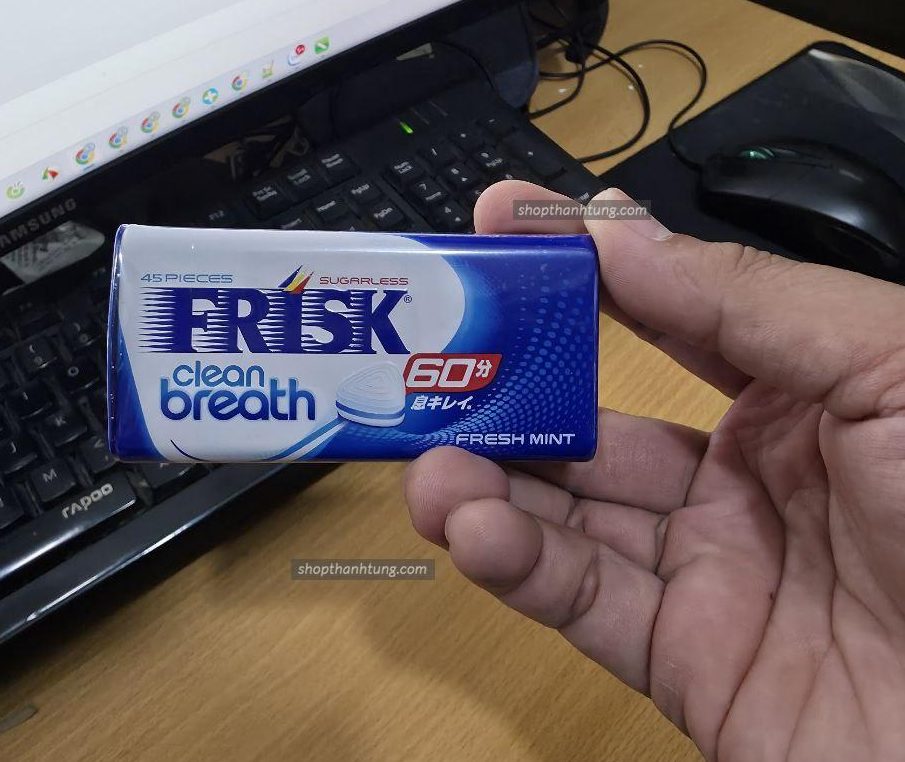 SAMSUNG
shopthanhtung.com
45 PIECES
SUGARLESS
FRISK®
clean
breath
60分
息キレイ.
FRESH MINT
rapoo
shopthanhtung.com